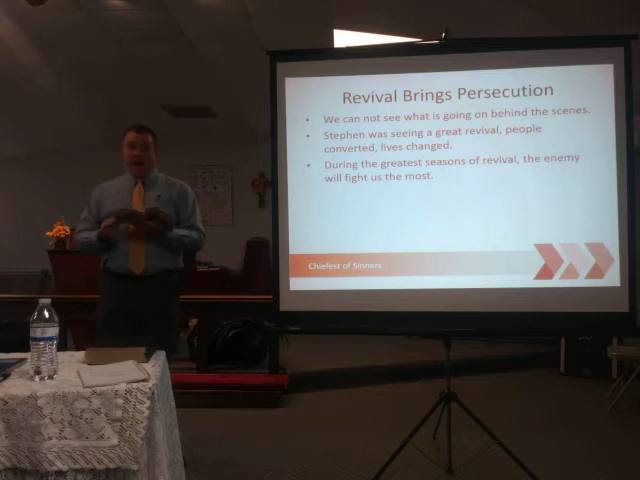 Revival Brings Persecution
• We can not see what is going on behind the scenes.
• Stephen was seeing a great revival, people
converted, lives changed.
• During the greatest seasons of revival, the enemy
will fight us the most.
Chiefest of Sinners